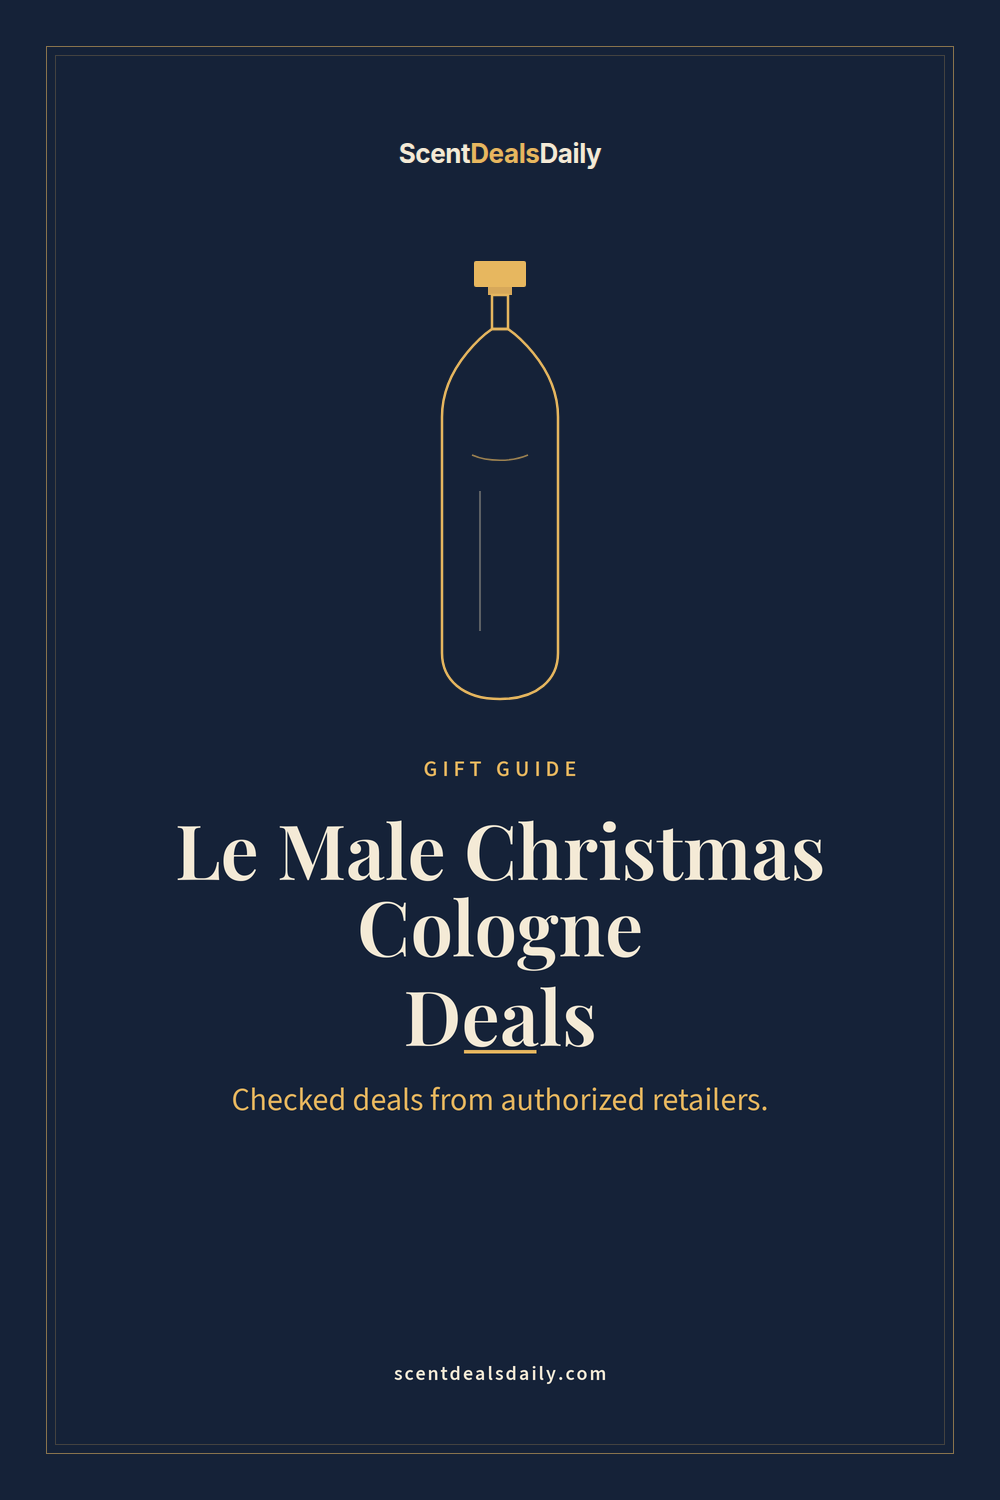 ScentDealsDaily
GIFT GUIDE
Le Male Christmas
Cologne
Deals
Checked deals from authorized retailers.
scentdealsdaily.com